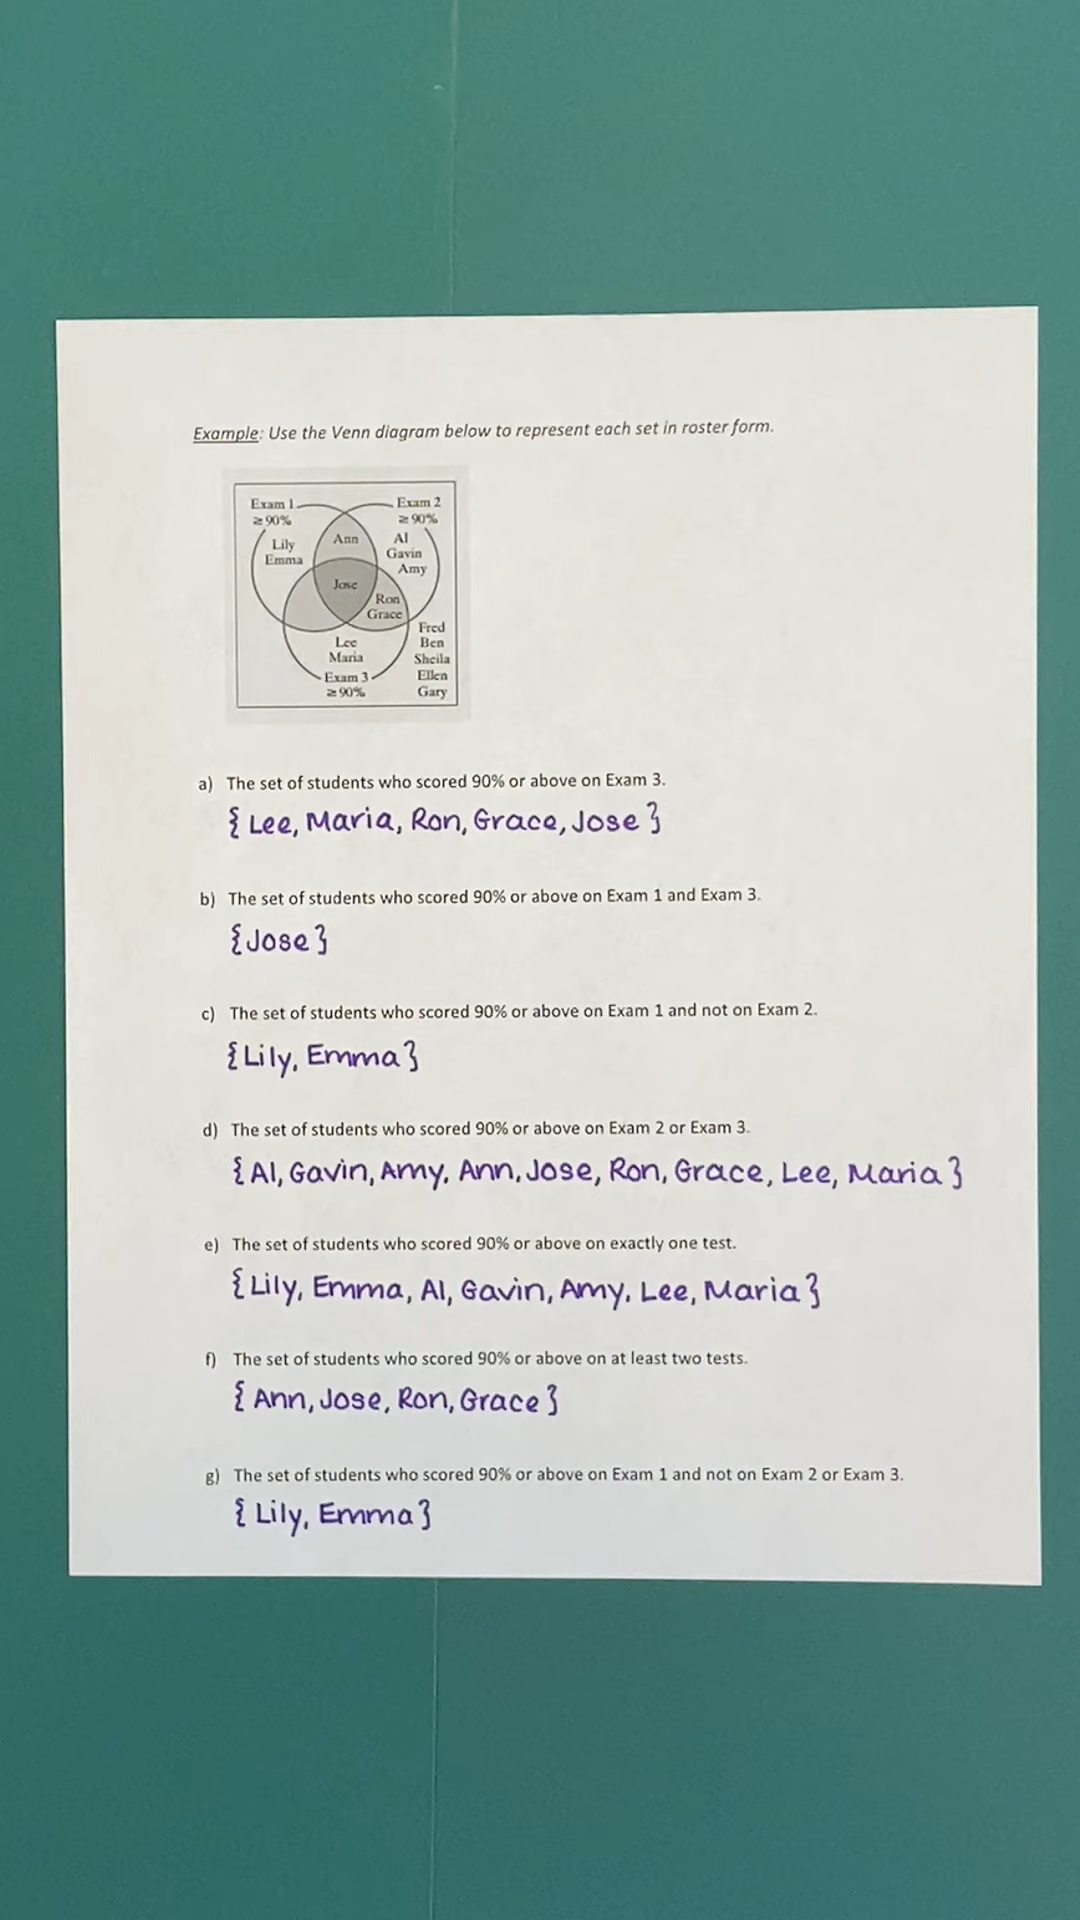 Example: Use the Venn diagram below to represent each set in roster form.
Exam 1
≥ 90%
Exam 2
≥ 90%
Lily
Emma
Ann
Al
Gavin
Amy
Jose
Ron
Grace
Lee
Maria
Exam 3
≥ 90%
Fred
Ben
Sheila
Ellen
Gary
a) The set of students who scored 90% or above on Exam 3.
{ Lee, Maria, Ron, Grace, Jose }
b) The set of students who scored 90% or above on Exam 1 and Exam 3.
{Jose}
c) The set of students who scored 90% or above on Exam 1 and not on Exam 2.
{Lily, Emma}
d) The set of students who scored 90% or above on Exam 2 or Exam 3.
{ Al, Gavin, Amy, Ann, Jose, Ron, Grace, Lee, Maria }
e) The set of students who scored 90% or above on exactly one test.
{ Lily, Emma, Al, Gavin, Amy, Lee, Maria }
f) The set of students who scored 90% or above on at least two tests.
{ Ann, Jose, Ron, Grace }
g) The set of students who scored 90% or above on Exam 1 and not on Exam 2 or Exam 3.
{ Lily, Emma }